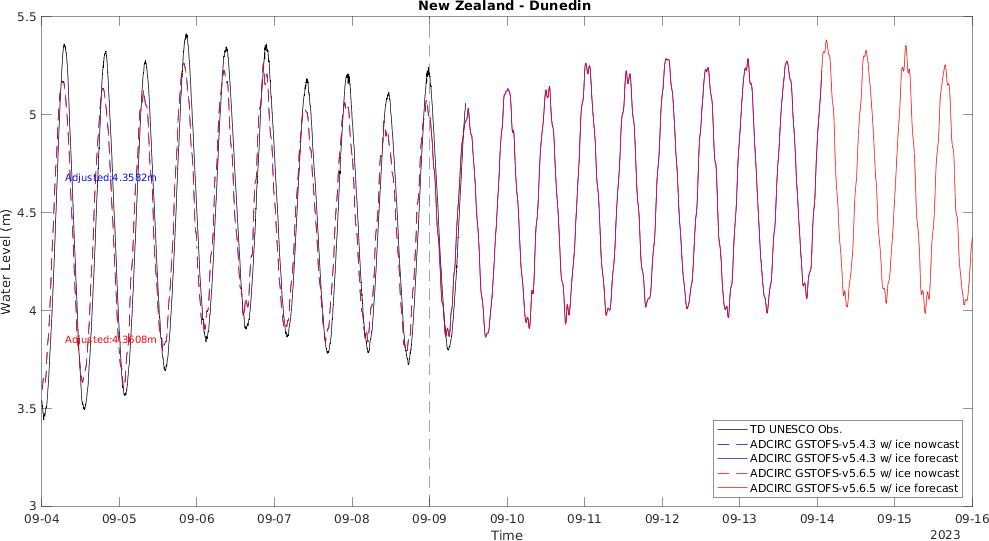 New Zealand - Dunedin
5.5
5
4.5
4
3.5
3
Water Level (m)
Adjusted:4.3582m
Adjusted:4.3608m
TD UNESCO Obs.
ADCIRC GSTOFS-v5.4.3 w/ ice nowcast
ADCIRC GSTOFS-v5.4.3 w/ ice forecast
ADCIRC GSTOFS-v5.6.5 w/ ice nowcast
ADCIRC GSTOFS-v5.6.5 w/ ice forecast
09-04 09-05 09-06 09-07 09-08 09-09 09-10 09-11 09-12 09-13 09-14 09-15 09-16
Time
2023